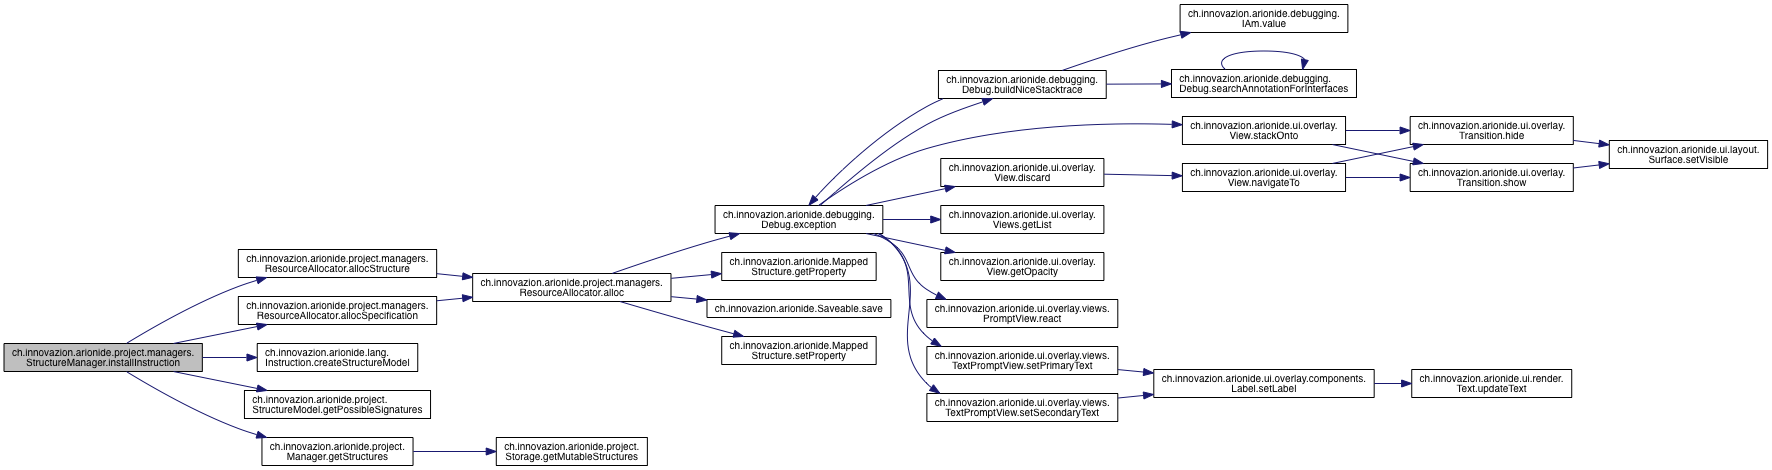 ch.innovazion.arionide.debugging.
IAm.value
ch.innovazion.arionide.debugging.
Debug.buildNiceStacktrace
ch.innovazion.arionide.debugging.
Debug.searchAnnotationForInterfaces
ch.innovazion.arionide.ui.overlay.
View.stackOnto
ch.innovazion.arionide.ui.overlay.
Transition.hide
ch.innovazion.arionide.ui.layout.
Surface.setVisible
ch.innovazion.arionide.ui.overlay.
View.discard
ch.innovazion.arionide.ui.overlay.
View.navigateTo
ch.innovazion.arionide.ui.overlay.
Transition.show
ch.innovazion.arionide.debugging.
Debug.exception
ch.innovazion.arionide.ui.overlay.
Views.getList
ch.innovazion.arionide.project.managers.
ResourceAllocator.allocStructure
ch.innovazion.arionide.Mapped
Structure.getProperty
ch.innovazion.arionide.ui.overlay.
View.getOpacity
ch.innovazion.arionide.project.managers.
ResourceAllocator.alloc
ch.innovazion.arionide.project.managers.
ResourceAllocator.allocSpecification
ch.innovazion.arionide.Saveable.save
ch.innovazion.arionide.ui.overlay.views.
PromptView.react
ch.innovazion.arionide.project.managers.
StructureManager.installInstruction
ch.innovazion.arionide.lang.
Instruction.createStructureModel
ch.innovazion.arionide.Mapped
Structure.setProperty
ch.innovazion.arionide.ui.overlay.views.
TextPromptView.setPrimaryText
ch.innovazion.arionide.ui.overlay.components.
Label.setLabel
ch.innovazion.arionide.ui.render.
Text.updateText
ch.innovazion.arionide.project.
StructureModel.getPossibleSignatures
ch.innovazion.arionide.ui.overlay.views.
TextPromptView.setSecondaryText
ch.innovazion.arionide.project.
Manager.getStructures
ch.innovazion.arionide.project.
Storage.getMutableStructures